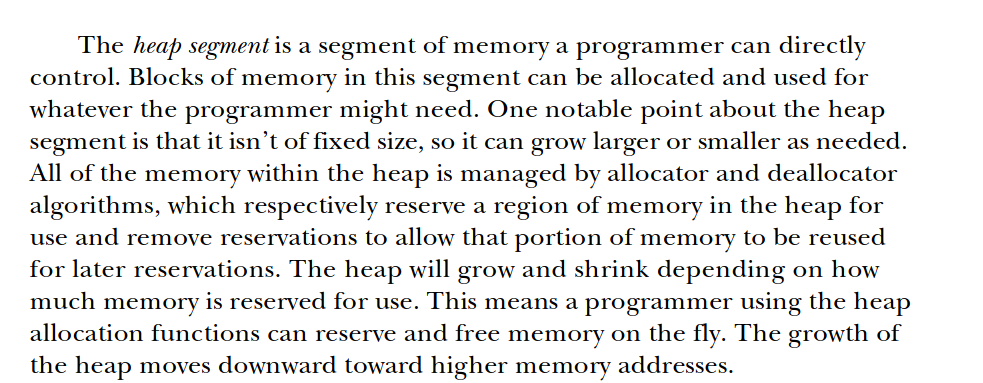 The heap segment is a segment of memory a programmer can directly
control. Blocks of memory in this segment can be allocated and used for
whatever the programmer might need. One notable point about the heap
segment is that it isn’t of fixed size, so it can grow larger or smaller as needed.
All of the memory within the heap is managed by allocator and deallocator
algorithms, which respectively reserve a region of memory in the heap for
use and remove reservations to allow that portion of memory to be reused
for later reservations. The heap will grow and shrink depending on how
much memory is reserved for use. This means a programmer using the heap
allocation functions can reserve and free memory on the fly. The growth of
the heap moves downward toward higher memory addresses.